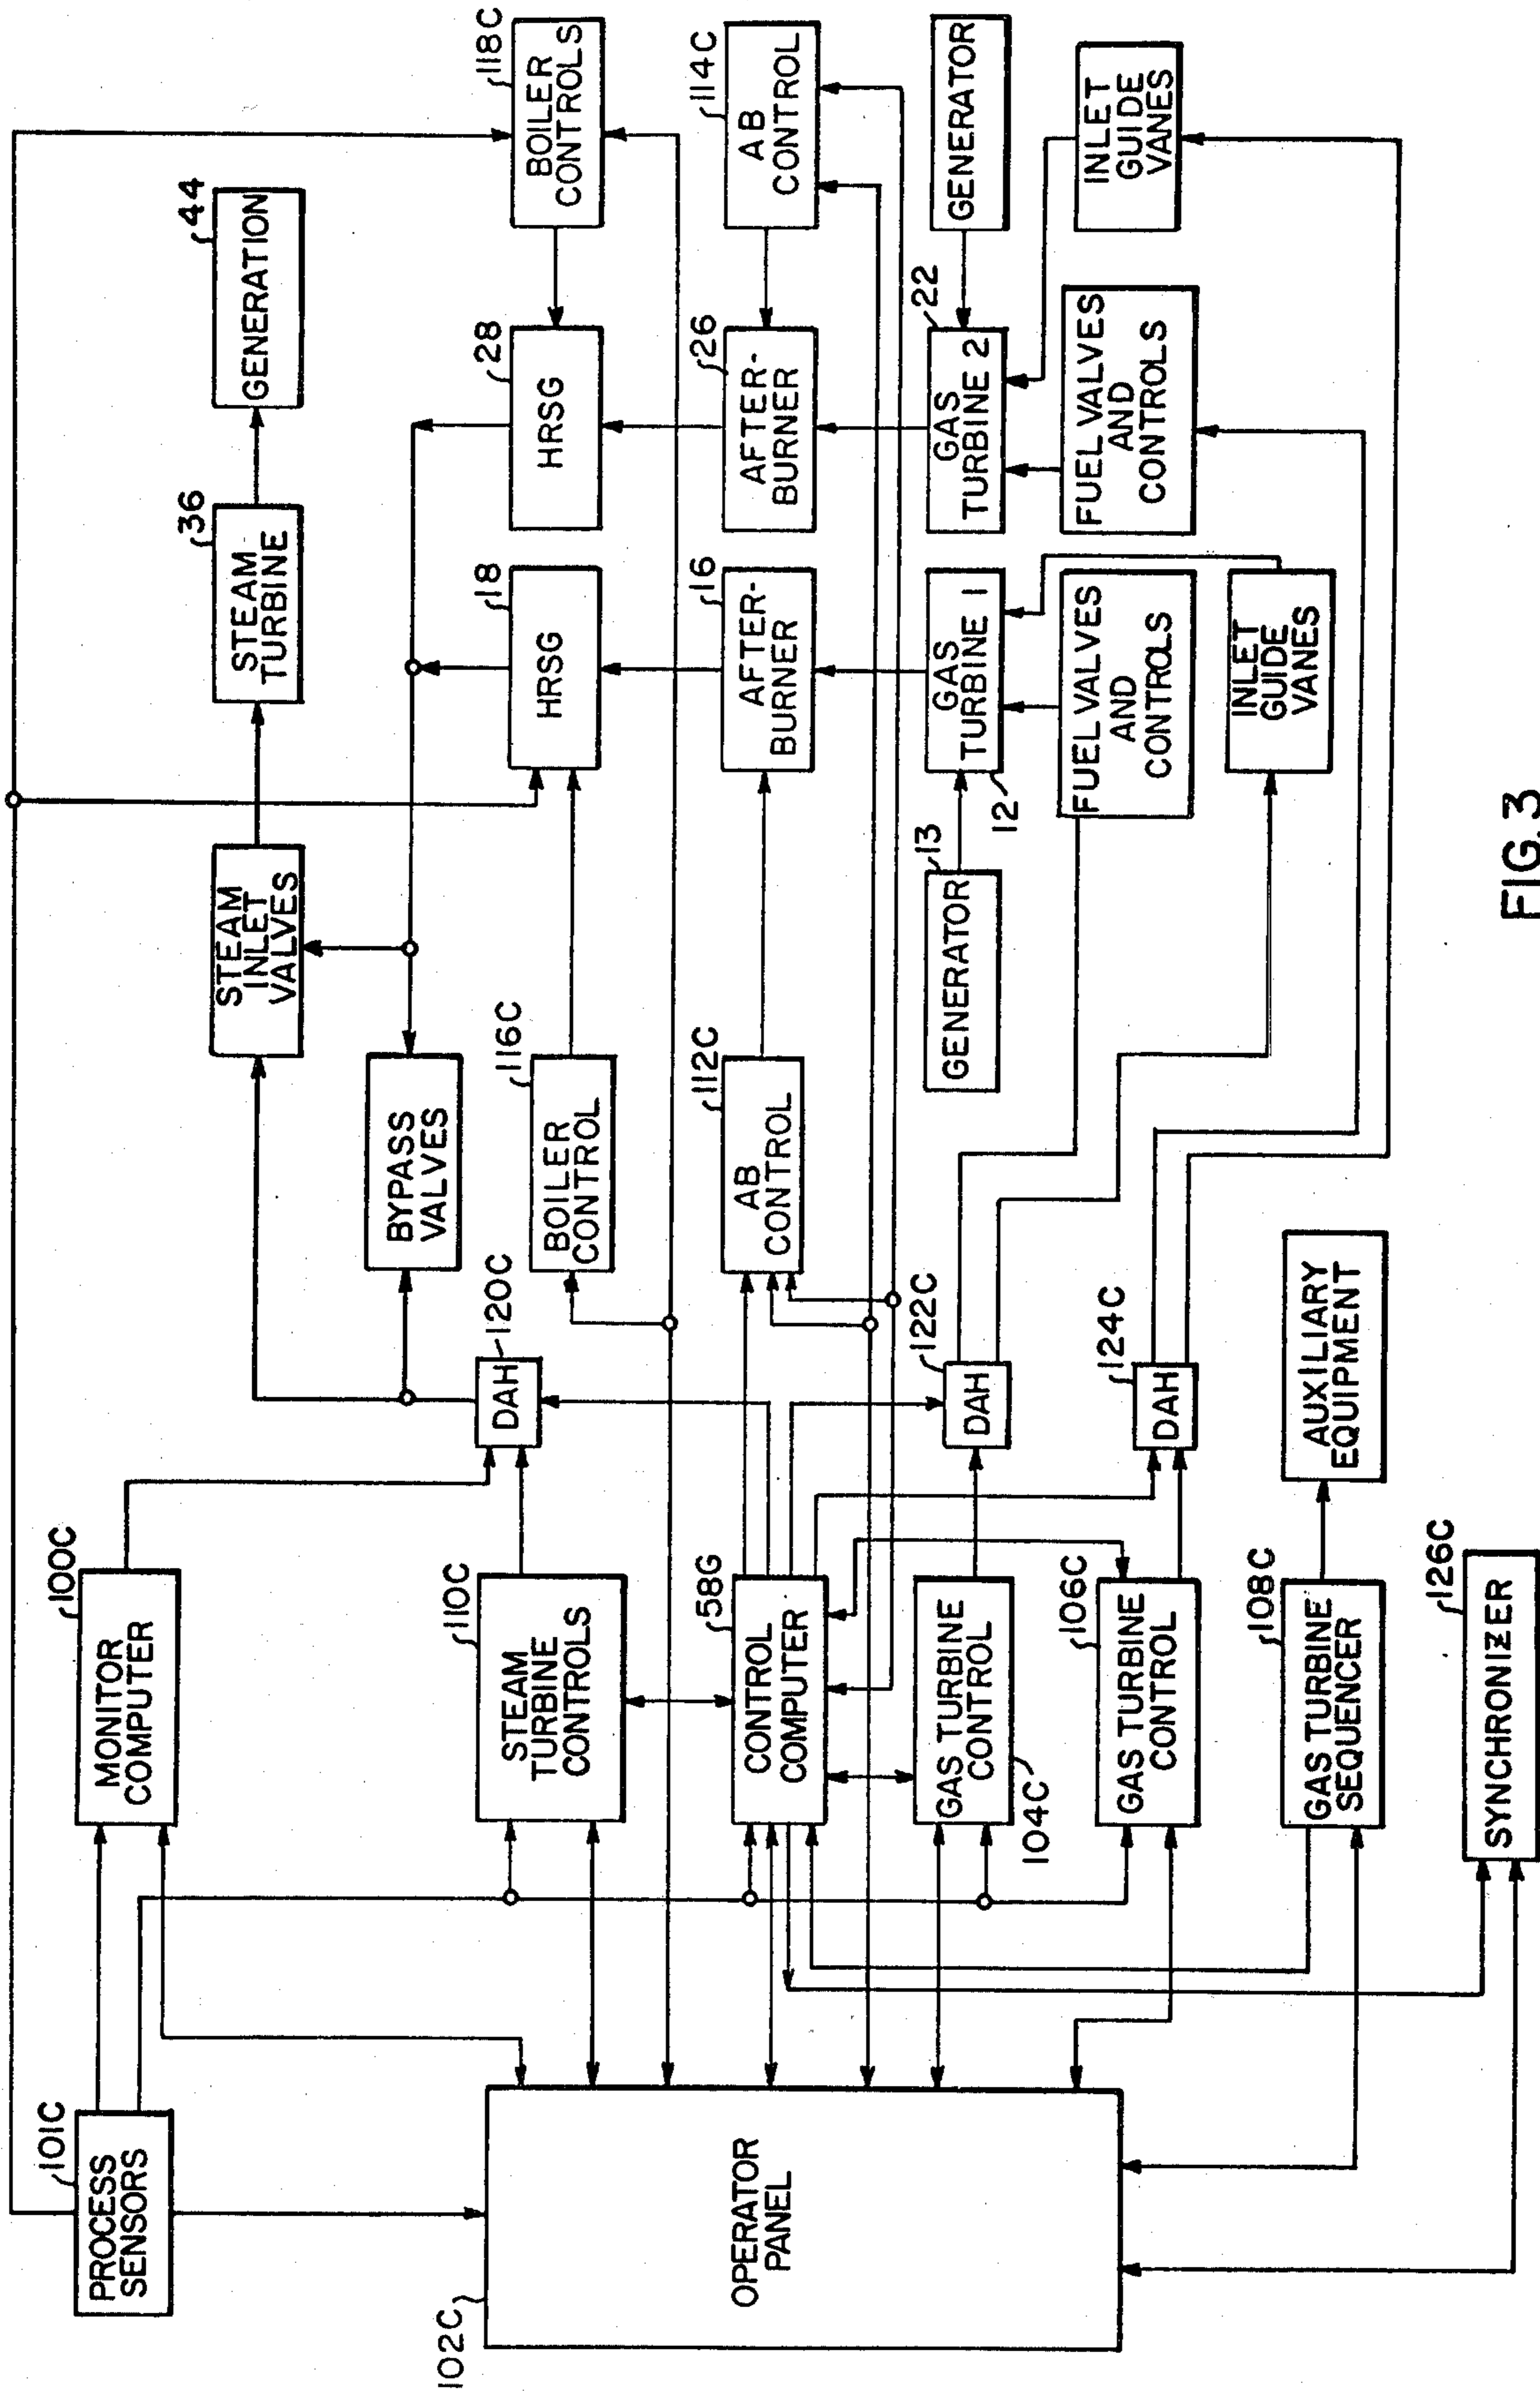 101C
PROCESS
SENSORS
102C
OPERATOR
PANEL
100C
MONITOR
COMPUTER
110C
STEAM
TURBINE
CONTROLS
58G
CONTROL
COMPUTER
GAS TURBINE
CONTROL
104C
106C
GAS TURBINE
CONTROL
108C
GAS TURBINE
SEQUENCER
126C
SYNCHRONIZER
DAH
120C
122C
DAH
124C
DAH
AUXILIARY
EQUIPMENT
BYPASS
VALVES
116C
BOILER
CONTROL
112C
AB
CONTROL
GENERATOR
13
STEAM
INLET
VALVES
36
STEAM
TURBINE
44
GENERATION
18
HRSG
16
AFTER-
BURNER
GAS
TURBINE 1
12
FUEL VALVES
AND
CONTROLS
INLET
GUIDE
VANES
28
HRSG
26
AFTER-
BURNER
22
GAS
TURBINE 2
FUEL VALVES
AND
CONTROLS
118C
BOILER
CONTROLS
114C
AB
CONTROL
GENERATOR
INLET
GUIDE
VANES
FIG. 3